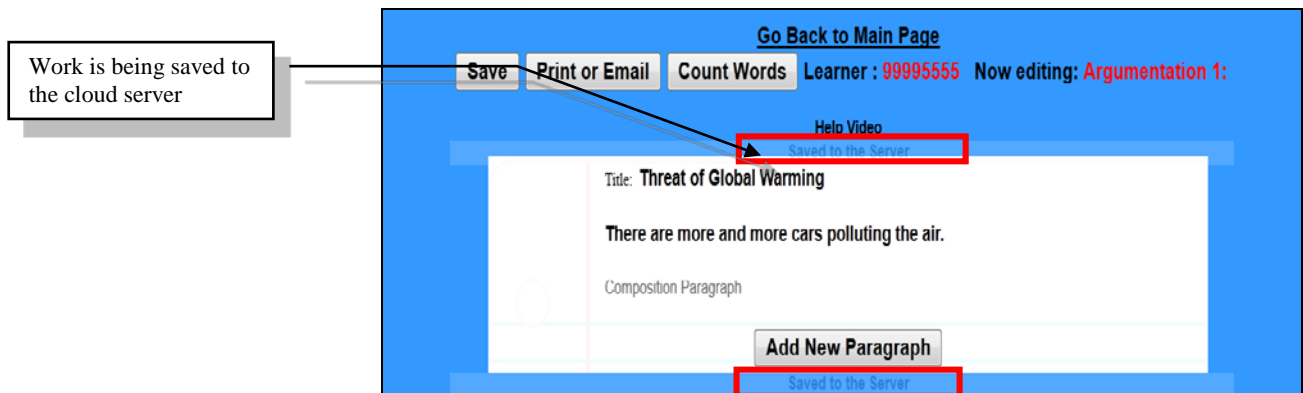 Go Back to Main Page
Work is being saved to
the cloud server
Save Print or Email Count Words Learner : 99995555 Now editing: Argumentation 1:
Help Video
Saved to the Server
Title: Threat of Global Warming
There are more and more cars polluting the air.
Composition Paragraph
Add New Paragraph
Saved to the Server